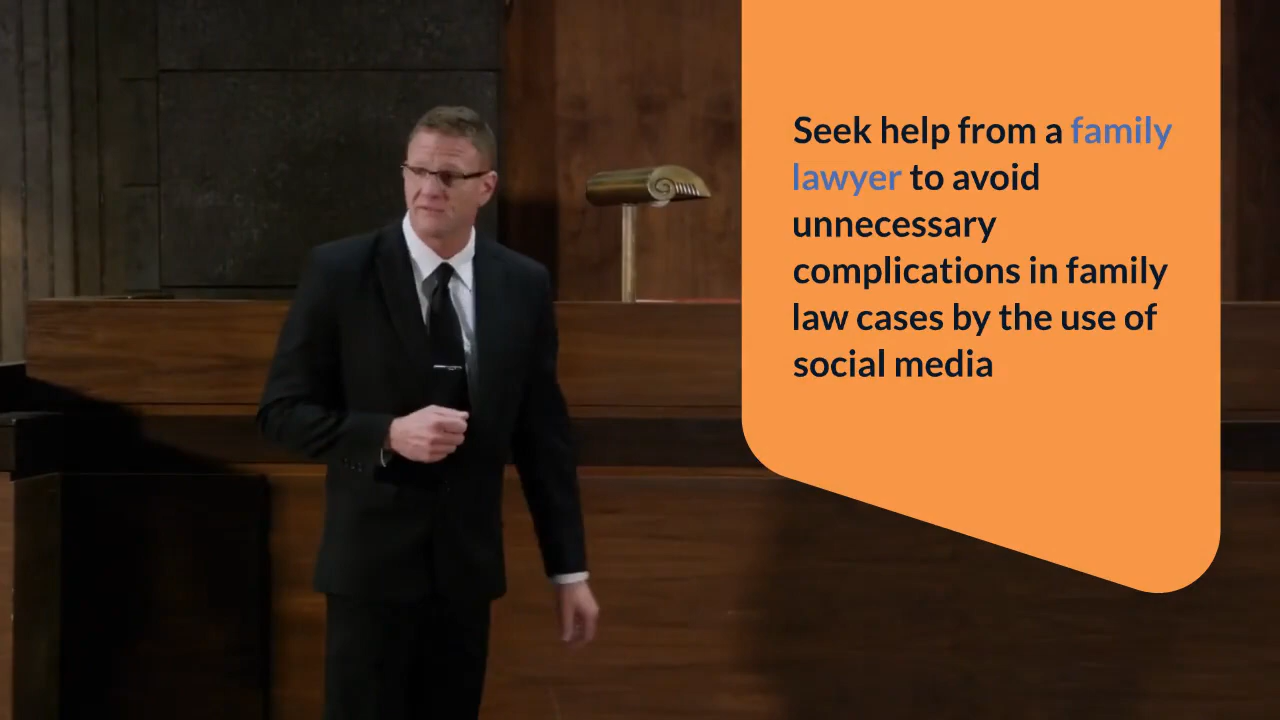 Seek help from a family
lawyer to avoid
unnecessary
complications in family
law cases by the use of
social media